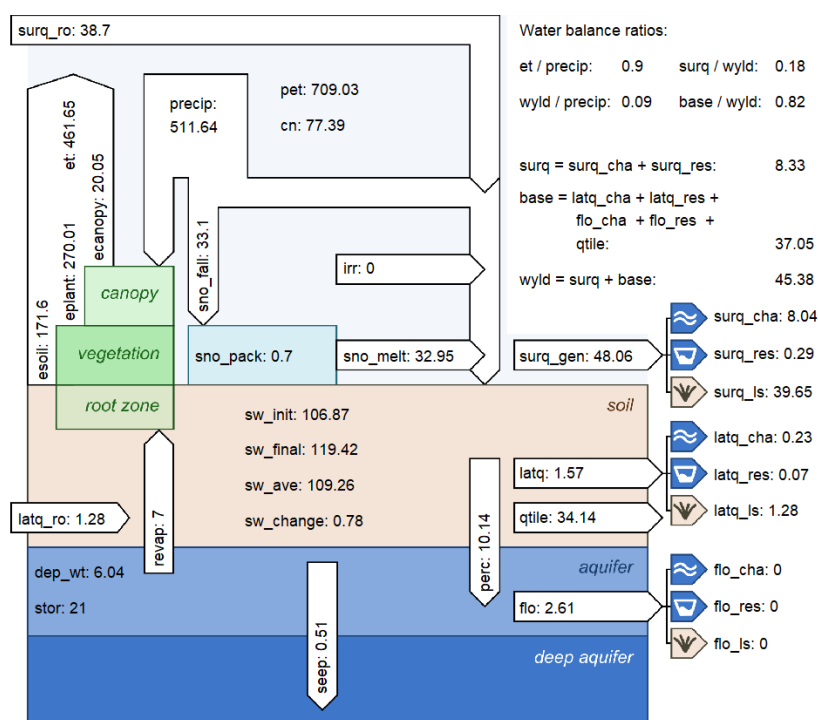 surq_ro: 38.7
Water balance ratios:
et / precip: 0.9 surq / wyld: 0.18
wyld / precip: 0.09 base / wyld: 0.82
precip:
511.64
pet: 709.03
cn: 77.39
et: 461.65
ecanopy: 20.05
eplant: 270.01
esoil: 171.6
surq = surq_cha + surq_res: 8.33
base = latq_cha + latq_res +
flo_cha + flo_res +
qtile: 37.05
wyld = surq + base: 45.38
sno_fall: 33.1
irr: 0
canopy
vegetation
root zone
sno_pack: 0.7
sno_melt: 32.95
surq_gen: 48.06
surq_cha: 8.04
surq_res: 0.29
surq_ls: 39.65
soil
sw_init: 106.87
sw_final: 119.42
sw_ave: 109.26
sw_change: 0.78
latq_ro: 1.28
revap: 7
perc: 10.14
latq: 1.57
qtile: 34.14
latq_cha: 0.23
latq_res: 0.07
latq_ls: 1.28
aquifer
dep_wt: 6.04
stor: 21
seep: 0.51
flo: 2.61
flo_cha: 0
flo_res: 0
flo_ls: 0
deep aquifer